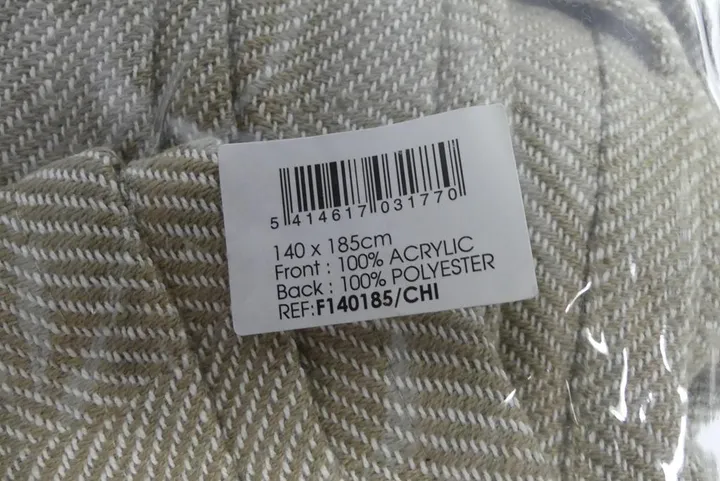 5 414617 031770
140 x 185cm
Front : 100% ACRYLIC
Back : 100% POLYESTER
REF:F140185/CHI